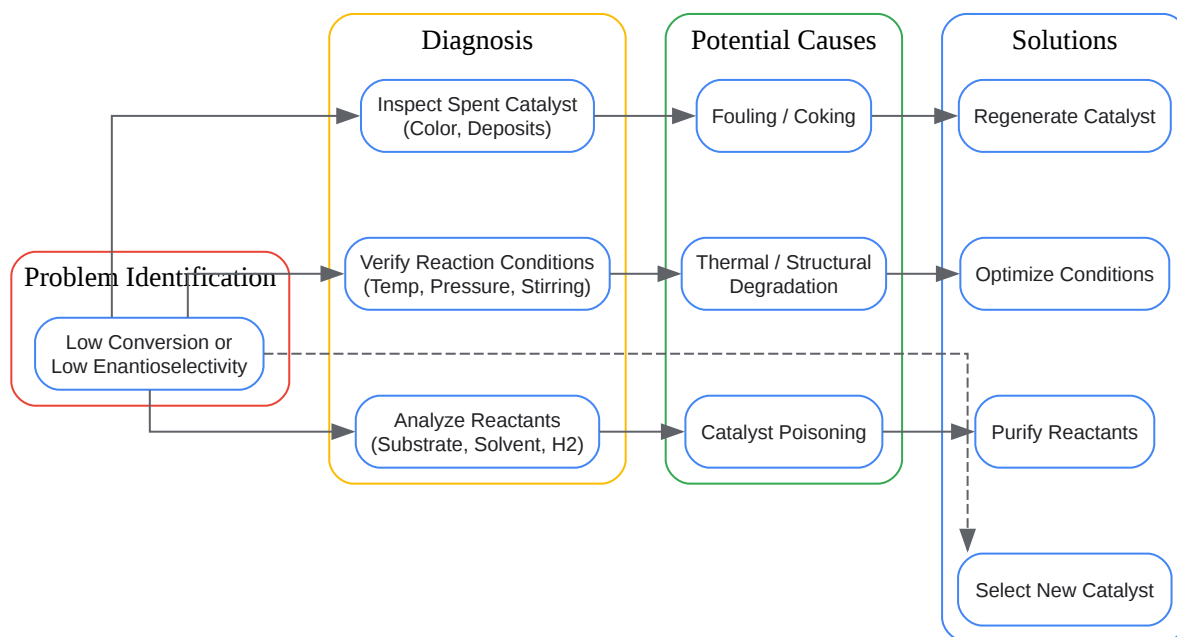 Diagnosis
Potential Causes
Solutions
Inspect Spent Catalyst
(Color, Deposits)
Fouling / Coking
Regenerate Catalyst
Problem Identification
Verify Reaction Conditions
(Temp, Pressure, Stirring)
Thermal / Structural
Degradation
Optimize Conditions
Low Conversion or
Low Enantioselectivity
Analyze Reactants
(Substrate, Solvent, H2)
Catalyst Poisoning
Purify Reactants
Select New Catalyst